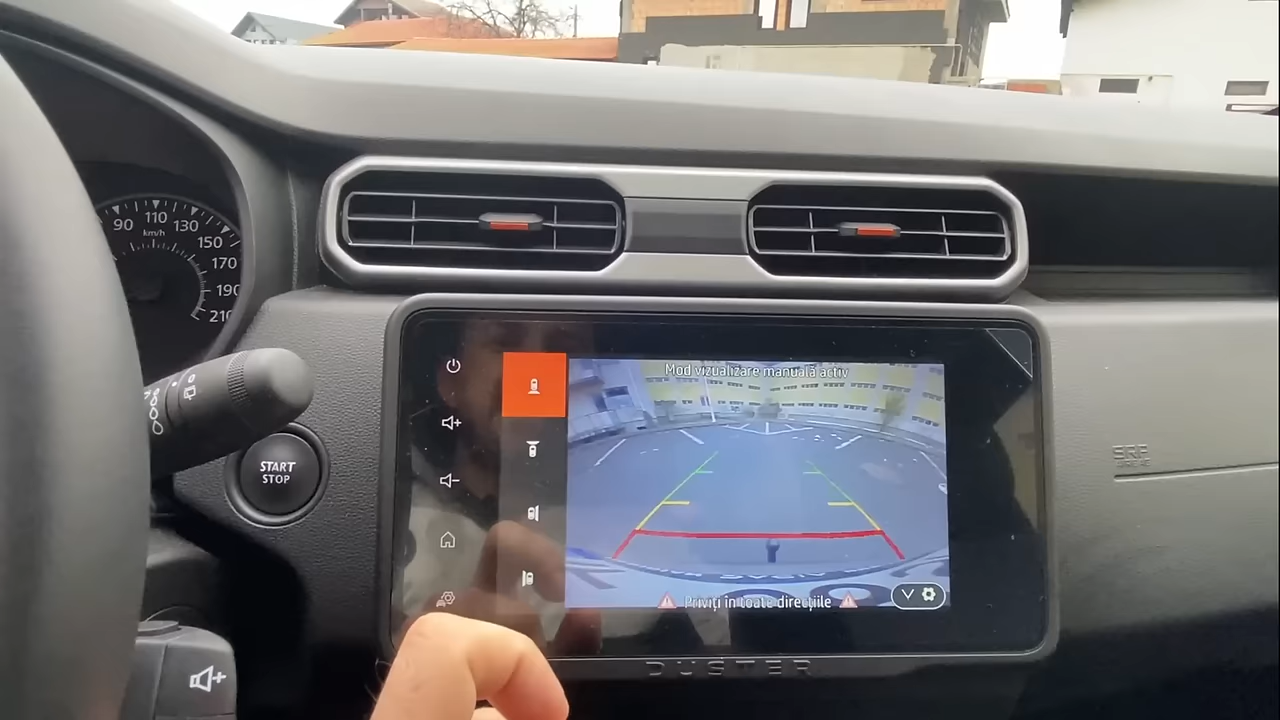 90 110 130
km/h
150
170
190
210
START
STOP
Mod vizualizare manuală activ
Priviți în toate direcțiile
DUSTER